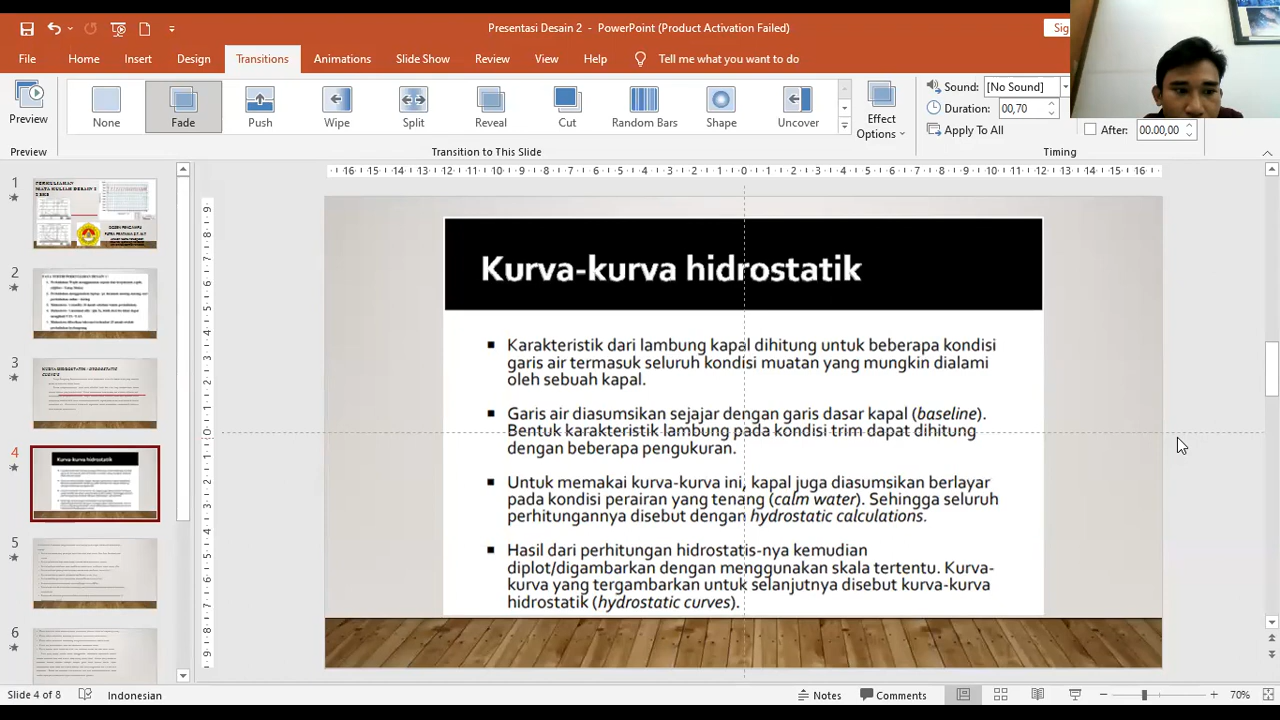 Presentasi Desain 2 - PowerPoint (Product Activation Failed)
Sig
File Home Insert Design Transitions Animations Slide Show Review View Help Tell me what you want to do
Preview
None Fade Push Wipe Split Reveal Cut Random Bars Shape Uncover
Effect Options
Sound: [No Sound]
Duration: 00,70
Apply To All
After: 00.00,00
Preview
Transition to This Slide
Timing
1
2
3
4
5
6
Kurva-kurva hidrostatik
Karakteristik dari lambung kapal dihitung untuk beberapa kondisi
garis air termasuk seluruh kondisi muatan yang mungkin dialami
oleh sebuah kapal.
Garis air diasumsikan sejajar dengan garis dasar kapal (baseline).
Bentuk karakteristik lambung pada kondisi trim dapat dihitung
dengan beberapa pengukuran.
Untuk memakai kurva-kurva ini, kapal juga diasumsikan berlayar
pada kondisi perairan yang tenang (calm water). Sehingga seluruh
perhitungannya disebut dengan hydrostatic calculations.
Hasil dari perhitungan hidrostatis-nya kemudian
diplot/digambarkan dengan menggunakan skala tertentu. Kurva-
kurva yang tergambarkan untuk selanjutnya disebut kurva-kurva
hidrostatik (hydrostatic curves).
Slide 4 of 8 Indonesian Notes Comments 70%